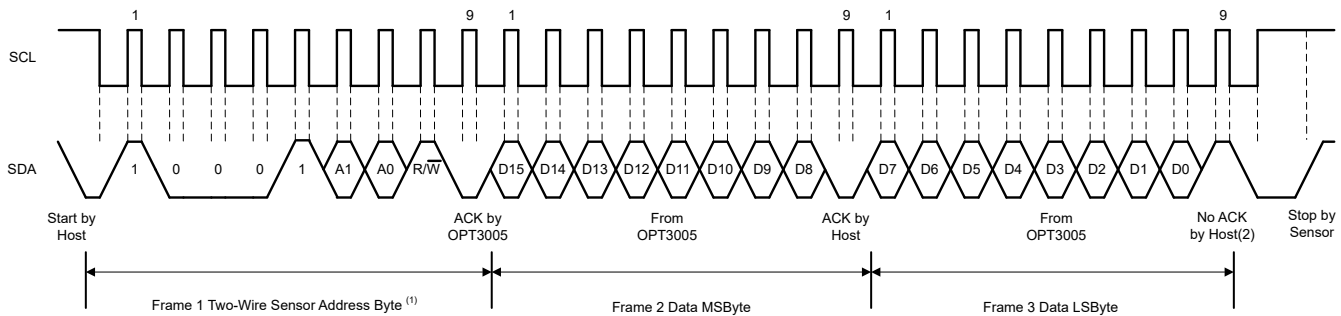 1 9 1 9 1 9
SCL
SDA
1 0 0 0 1 A1 A0 R/W̅ D15 D14 D13 D12 D11 D10 D9 D8 D7 D6 D5 D4 D3 D2 D1 D0
Start by
Host
ACK by
OPT3005
From
OPT3005
ACK by
Host
From
OPT3005
No ACK
by Host(2)
Stop by
Sensor
Frame 1 Two-Wire Sensor Address Byte (1)
Frame 2 Data MSByte
Frame 3 Data LSByte